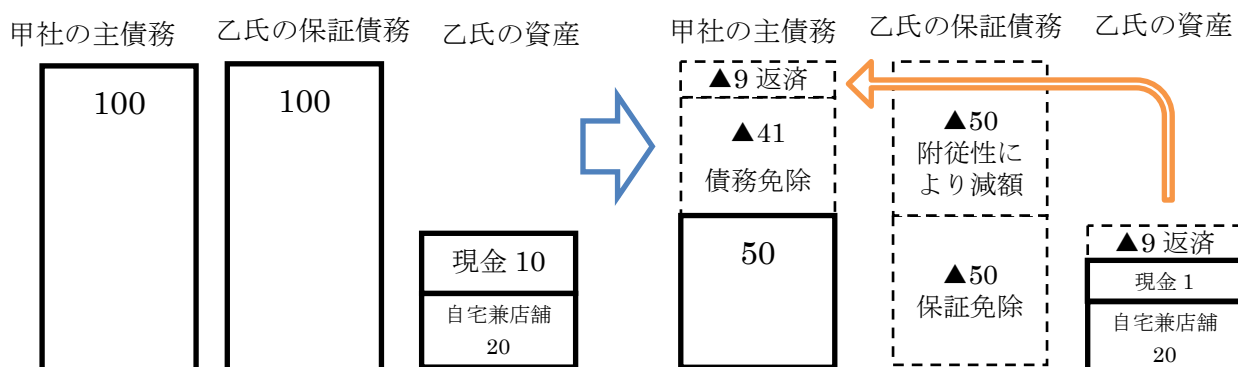 甲社の主債務
乙氏の保証債務
乙氏の資産
100
100
現金 10
自宅兼店舗
20
甲社の主債務
乙氏の保証債務
乙氏の資産
▲9 返済
▲41
債務免除
50
▲50
附従性に
より減額
▲50
保証免除
▲9 返済
現金 1
自宅兼店舗
20